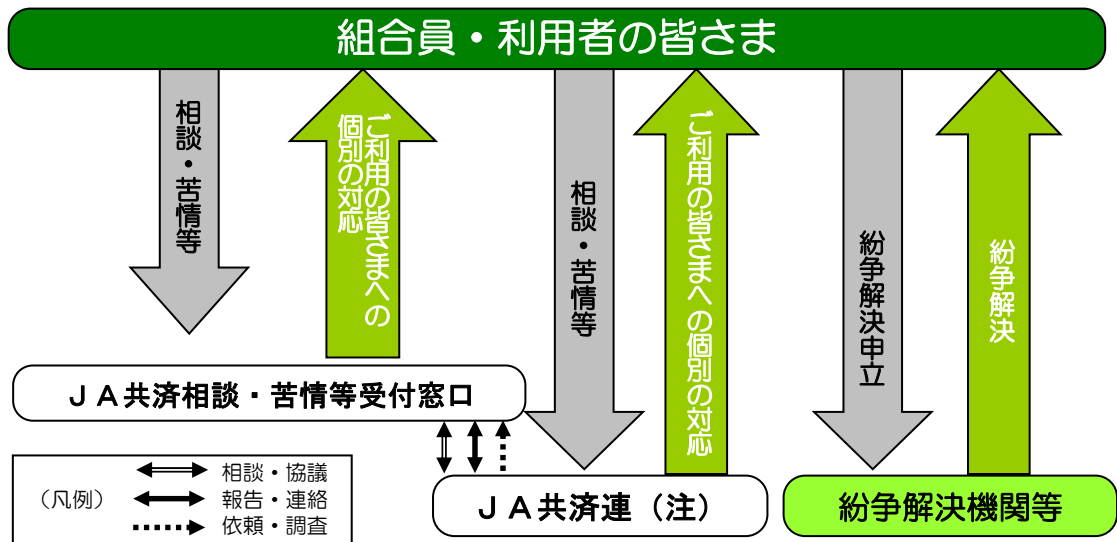 組合員・利用者の皆さま
相談・苦情等
ご利用の皆さまへの
個別の対応
相談・苦情等
ご利用の皆さまへの個別の対応
紛争解決申立
紛争解決
ＪＡ共済相談・苦情等受付窓口
ＪＡ共済連（注）
紛争解決機関等
（凡例）
相談・協議
報告・連絡
依頼・調査